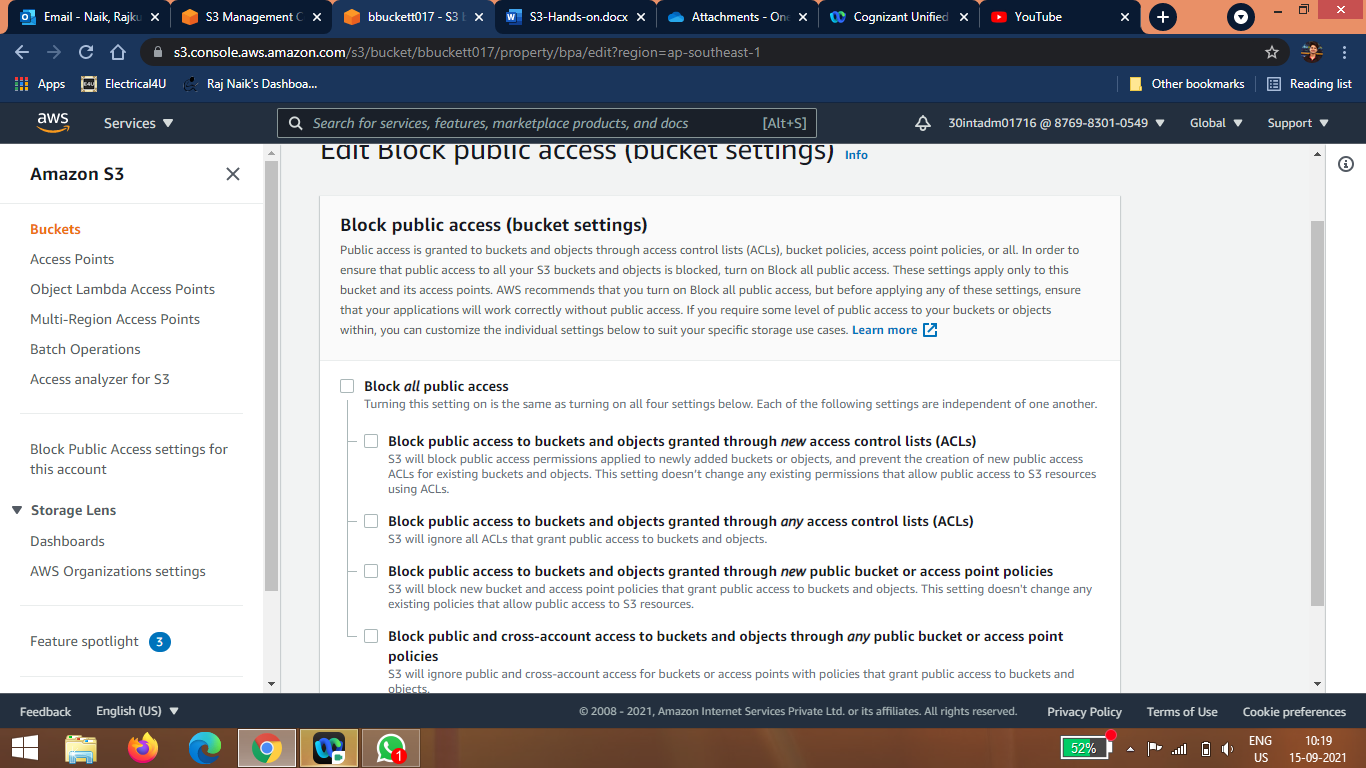 Email - Naik, Rajku
S3 Management C
bbuckett017 - S3 b
S3-Hands-on.docx
Attachments - One
Cognizant Unified
YouTube
s3.console.aws.amazon.com/s3/bucket/bbuckett017/property/bpa/edit?region=ap-southeast-1
Apps
Electrical4U
Raj Naik's Dashboa...
Other bookmarks
Reading list
aws
Services
Search for services, features, marketplace products, and docs
[Alt+S]
30intadm01716 @ 8769-8301-0549
Global
Support
Amazon S3
Buckets
Access Points
Object Lambda Access Points
Multi-Region Access Points
Batch Operations
Access analyzer for S3
Block Public Access settings for
this account
Storage Lens
Dashboards
AWS Organizations settings
Feature spotlight 3
Edit Block public access (bucket settings) Info
Block public access (bucket settings)
Public access is granted to buckets and objects through access control lists (ACLs), bucket policies, access point policies, or all. In order to
ensure that public access to all your S3 buckets and objects is blocked, turn on Block all public access. These settings apply only to this
bucket and its access points. AWS recommends that you turn on Block all public access, but before applying any of these settings, ensure
that your applications will work correctly without public access. If you require some level of public access to your buckets or objects
within, you can customize the individual settings below to suit your specific storage use cases. Learn more
Block all public access
Turning this setting on is the same as turning on all four settings below. Each of the following settings are independent of one another.
Block public access to buckets and objects granted through new access control lists (ACLs)
S3 will block public access permissions applied to newly added buckets or objects, and prevent the creation of new public access
ACLs for existing buckets and objects. This setting doesn't change any existing permissions that allow public access to S3 resources
using ACLs.
Block public access to buckets and objects granted through any access control lists (ACLs)
S3 will ignore all ACLs that grant public access to buckets and objects.
Block public access to buckets and objects granted through new public bucket or access point policies
S3 will block new bucket and access point policies that grant public access to buckets and objects. This setting doesn't change any
existing policies that allow public access to S3 resources.
Block public and cross-account access to buckets and objects through any public bucket or access point
policies
S3 will ignore public and cross-account access for buckets or access points with policies that grant public access to buckets and
objects.
Feedback
English (US)
© 2008 - 2021, Amazon Internet Services Private Ltd. or its affiliates. All rights reserved.
Privacy Policy
Terms of Use
Cookie preferences
1
52%
ENG
US
10:19
15-09-2021